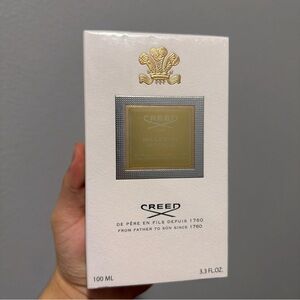 CREED
CREED
DE PÈRE EN FILS DEPUIS 1760
FROM FATHER TO SON SINCE 1760
100 ML
3.3 FL.OZ.